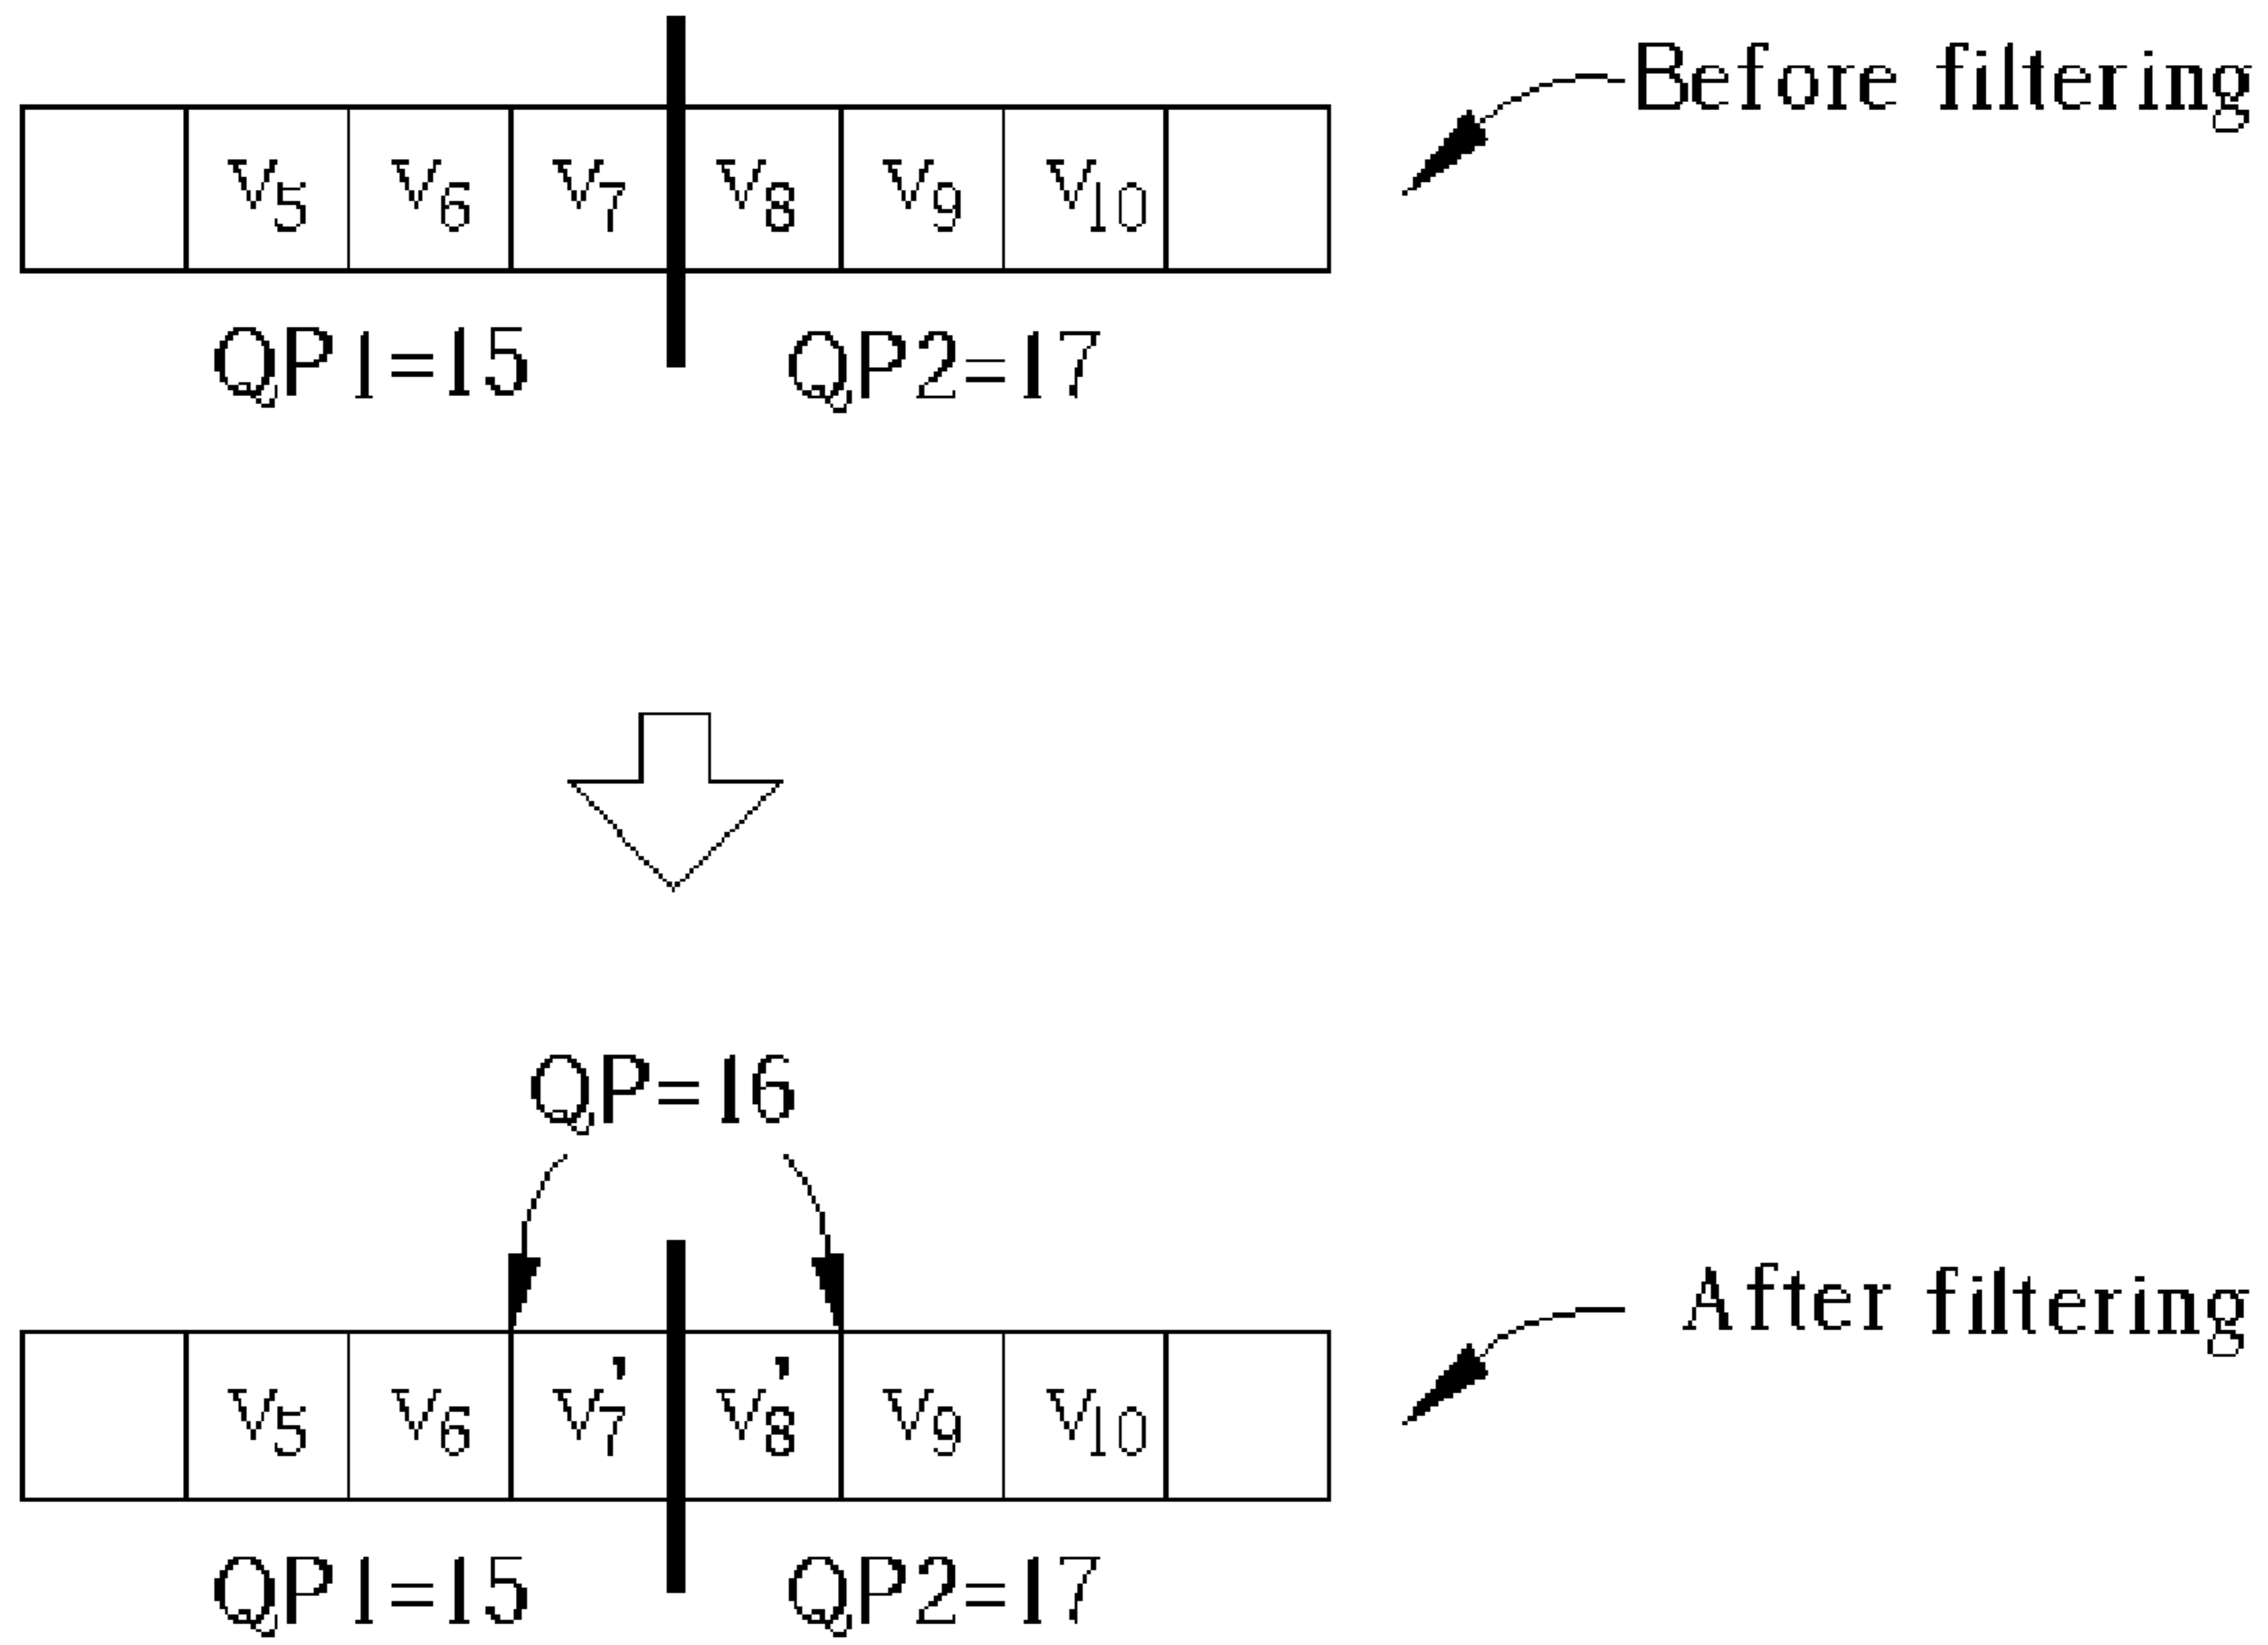 Before filtering
v5 v6 v7 v8 v9 v10
QP1=15 QP2=17
QP=16
After filtering
v5 v6 v7' v8' v9 v10
QP1=15 QP2=17